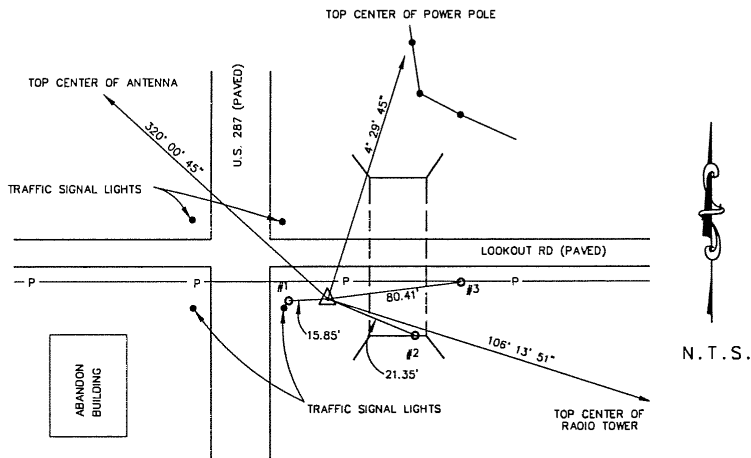 TOP CENTER OF POWER POLE
TOP CENTER OF ANTENNA
U.S. 287 (PAVED)
320° 00' 45"
4° 29' 45"
TRAFFIC SIGNAL LIGHTS
LOOKOUT RD (PAVED)
P
P
P
P
#1
80.41'
#3
15.85'
#2
106° 13' 51"
21.35'
N.T.S.
ABANDON
BUILDING
TRAFFIC SIGNAL LIGHTS
TOP CENTER OF
RADIO TOWER